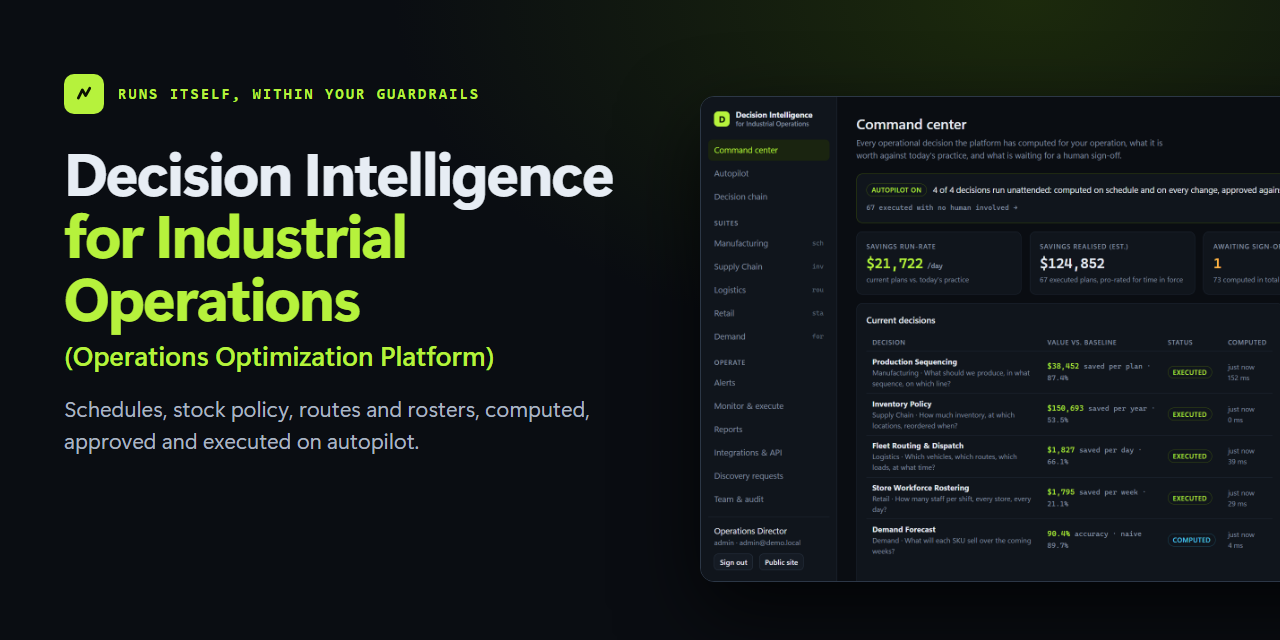 RUNS ITSELF, WITHIN YOUR GUARDRAILS
Decision Intelligence
for Industrial
Operations
(Operations Optimization Platform)
Schedules, stock policy, routes and rosters, computed,
approved and executed on autopilot.
D
Decision Intelligence
for Industrial Operations
Command center
Autopilot
Decision chain
SUITES
Manufacturing sch
Supply Chain inv
Logistics rou
Retail sta
Demand for
OPERATE
Alerts
Monitor & execute
Reports
Integrations & API
Discovery requests
Team & audit
Operations Director
admin · admin@demo.local
Sign out Public site
Command center
Every operational decision the platform has computed for your operation, what it is
worth against today's practice, and what is waiting for a human sign-off.
AUTOPILOT ON 4 of 4 decisions run unattended: computed on schedule and on every change, approved again
67 executed with no human involved →
SAVINGS RUN-RATE
$21,722 /day
current plans vs. today's practice
SAVINGS REALISED (EST.)
$124,852
67 executed plans, pro-rated for time in force
AWAITING SIGN-O
1
73 computed in total
Current decisions
DECISION VALUE VS. BASELINE STATUS COMPUTED
Production Sequencing
Manufacturing · What should we produce, in what
sequence, on which line?
$38,452 saved per plan ·
87.4%
EXECUTED
just now
152 ms
Inventory Policy
Supply Chain · How much inventory, at which
locations, reordered when?
$150,693 saved per year ·
53.5%
EXECUTED
just now
0 ms
Fleet Routing & Dispatch
Logistics · Which vehicles, which routes, which
loads, at what time?
$1,827 saved per day ·
66.1%
EXECUTED
just now
39 ms
Store Workforce Rostering
Retail · How many staff per shift, every store, every
day?
$1,795 saved per week ·
21.1%
EXECUTED
just now
29 ms
Demand Forecast
Demand · What will each SKU sell over the coming
weeks?
90.4% accuracy · naive
89.7%
COMPUTED
just now
4 ms